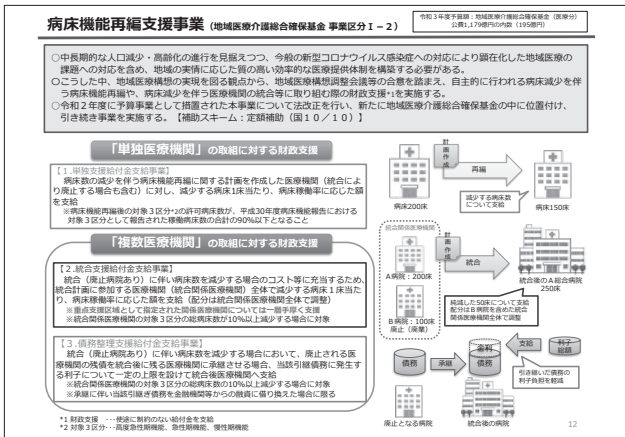 病床機能再編支援事業（地域医療介護総合確保基金 事業区分Ⅰ－２）
令和３年度予算額：地域医療介護総合確保基金（医療分）
公費1,179億円の内数（195億円）
○中長期的な人口減少・高齢化の進行を見据えつつ、今般の新型コロナウイルス感染症への対応により顕在化した地域医療の
課題への対応を含め、地域の実情に応じた質の高い効率的な医療提供体制を構築する必要がある。
○こうした中、地域医療構想の実現を図る観点から、地域医療構想調整会議等の合意を踏まえ、自主的に行われる病床減少を伴
う病床機能再編や、病床減少を伴う医療機関の統合等に取り組む際の財政支援*1を実施する。
○令和２年度に予算事業として措置された本事業について法改正を行い、新たに地域医療介護総合確保基金の中に位置付け、
引き続き事業を実施する。【補助スキーム：定額補助（国１０／１０）】
「単独医療機関」の取組に対する財政支援
【１.単独支援給付金支給事業】
病床数の減少を伴う病床機能再編に関する計画を作成した医療機関（統合により廃止する場合も含む）に対し、減少する病床１床当たり、病床稼働率に応じた額を支給
※病床機能再編後の対象３区分*2の許可病床数が、平成30年度病床機能報告における
対象３区分として報告された稼働病床数の合計の90％以下となること
計画作成
再編
病床200床
病床150床
減少する病床数
について支給
「複数医療機関」の取組に対する財政支援
【２.統合支援給付金支給事業】
統合（廃止病院あり）に伴い病床数を減少する場合のコスト等に充当するため、
統合計画に参加する医療機関（統合関係医療機関）全体で減少する病床１床当た
り、病床稼働率に応じた額を支給（配分は統合関係医療機関全体で調整）
※重点支援区域として指定された関係医療機関については一層手厚く支援
※統合関係医療機関の対象３区分の総病床数が10％以上減少する場合に対象
統合関係医療機関
計画作成
統合
Ａ病院：200床
Ｂ病院：100床
廃止（廃業）
統合後のＡ総合病院
250床
純減した50床について支給
配分はＢ病院を含めた統合
関係医療機関全体で調整
【３.債務整理支援給付金支給事業】
統合（廃止病院あり）に伴い病床数を減少する場合において、廃止される医療
機関の残債を統合後に残る医療機関に承継させる場合、当該引継債務に発生す
る利子について一定の上限を設けて統合後医療機関へ支給
※統合関係医療機関の対象３区分の総病床数の10％以上減少する場合に対象
※承継に伴い当該引継ぎ債務を金融機関等からの融資に借り換えた場合に限る
債務
承継
金利
債務
支給
利子
総額
引き継いだ債務の
利子負担を軽減
廃止となる病院
統合後の病院
*1 財政支援 ・・・使途に制約のない給付金を支給
*2 対象３区分・・・高度急性期機能、急性期機能、慢性期機能
12